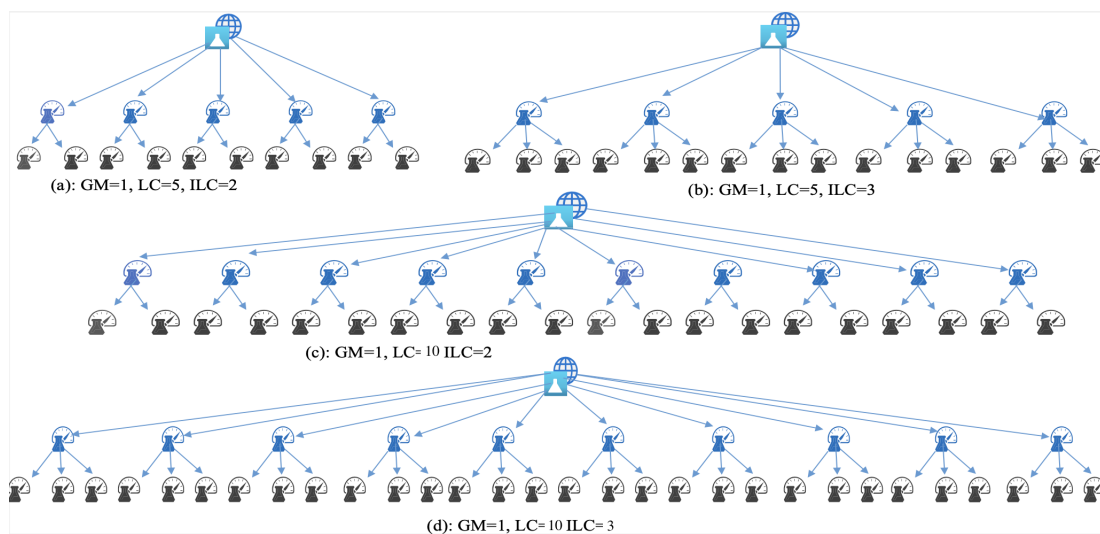 (a): GM=1, LC=5, ILC=2
(b): GM=1, LC=5, ILC=3
(c): GM=1, LC= 10 ILC=2
(d): GM=1, LC= 10 ILC= 3